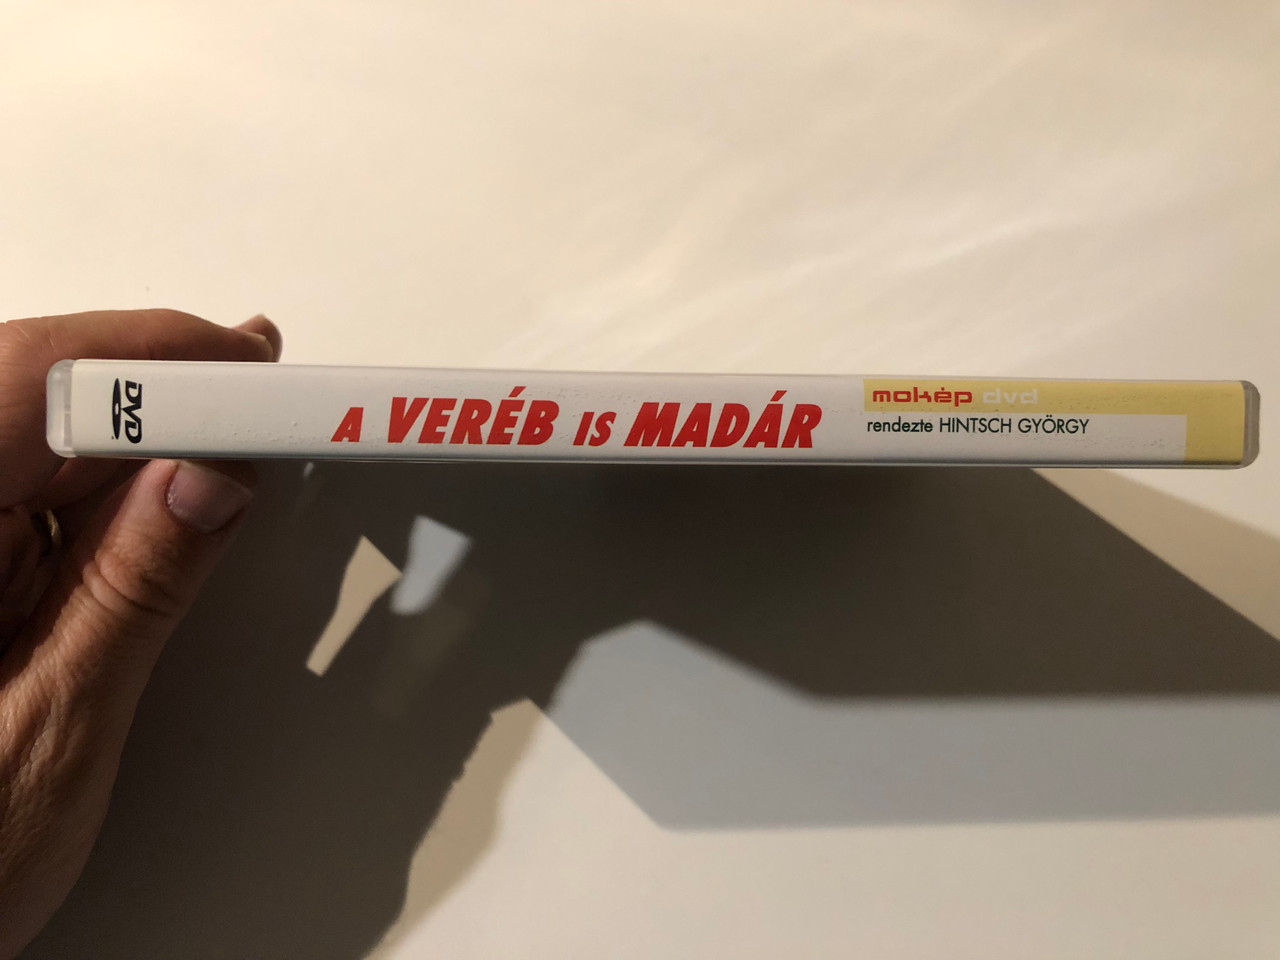 DVD
A VERÉB IS MADÁR
mokép dvd
rendezte HINTSCH GYÖRGY